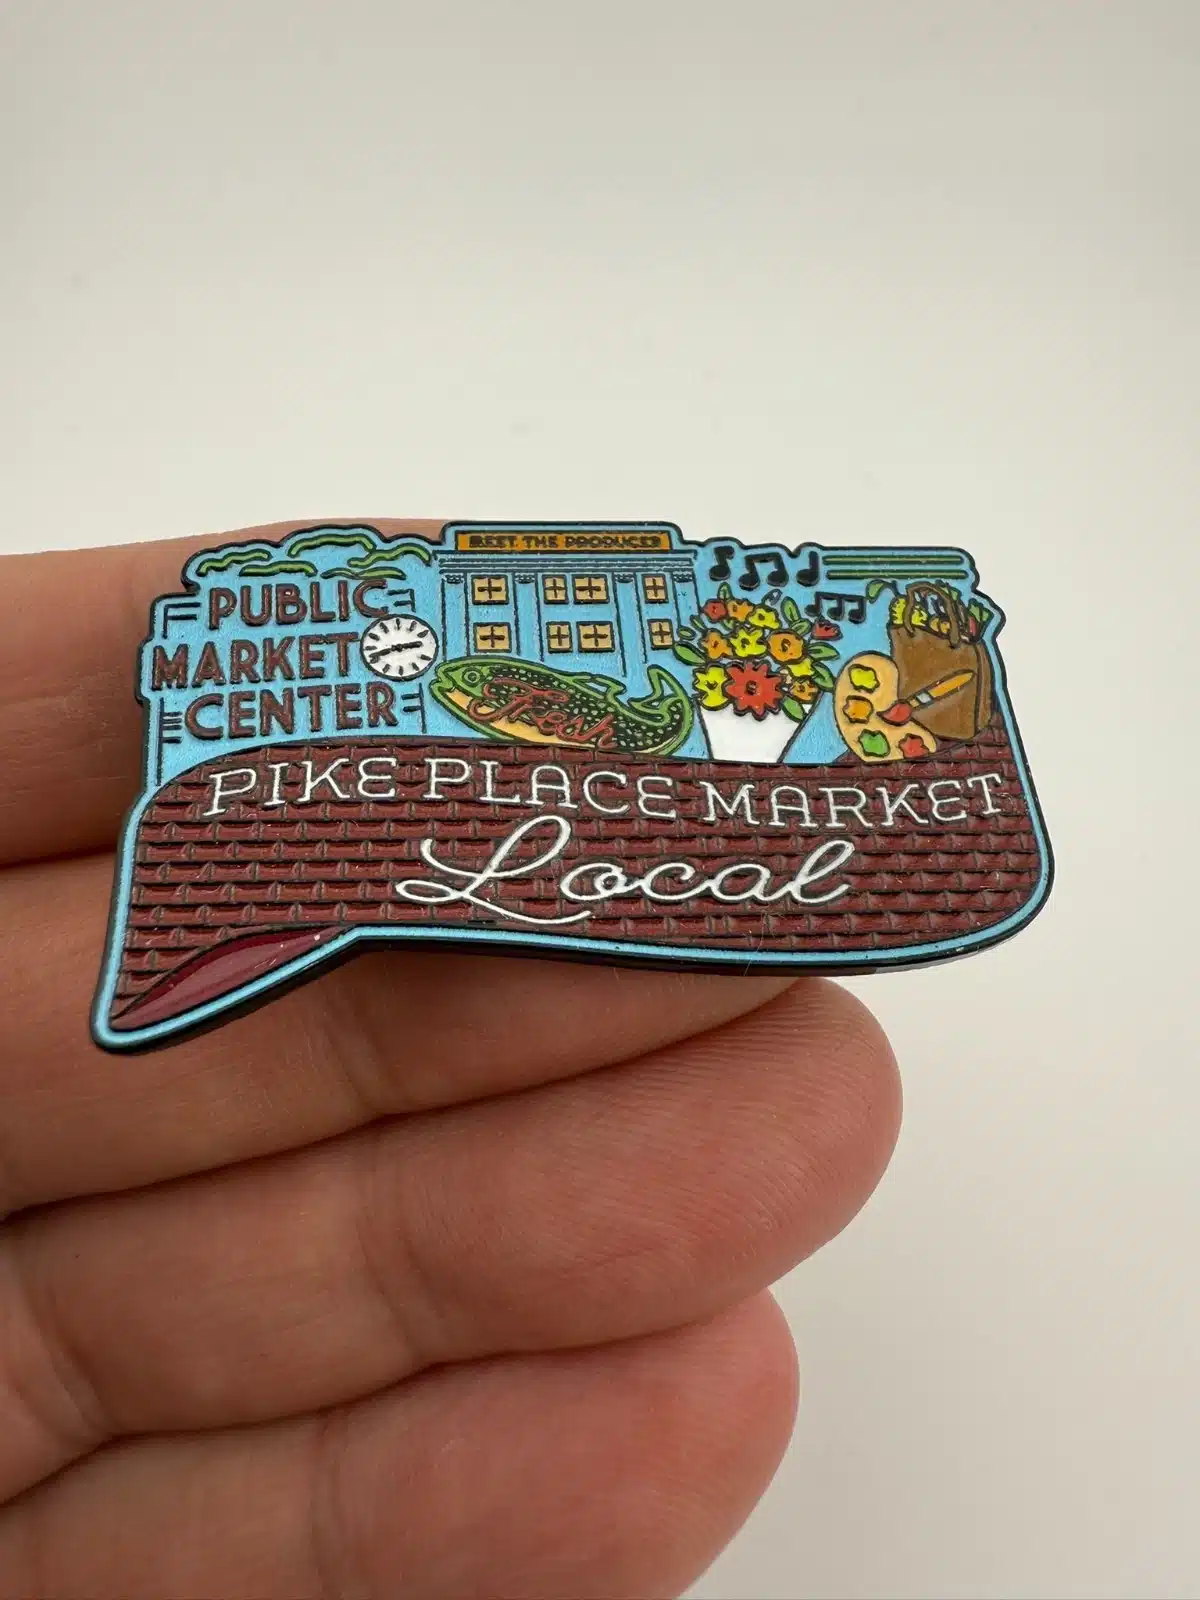 MEET THE PRODUCER
PUBLIC
MARKET
CENTER
Fresh
PIKE PLACE MARKET
Local